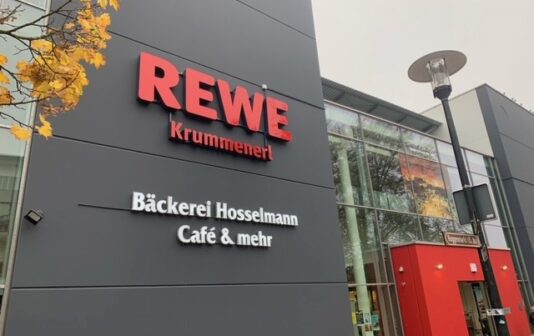 REWE
Krummenerl
Bäckerei Hosselmann
Café & mehr